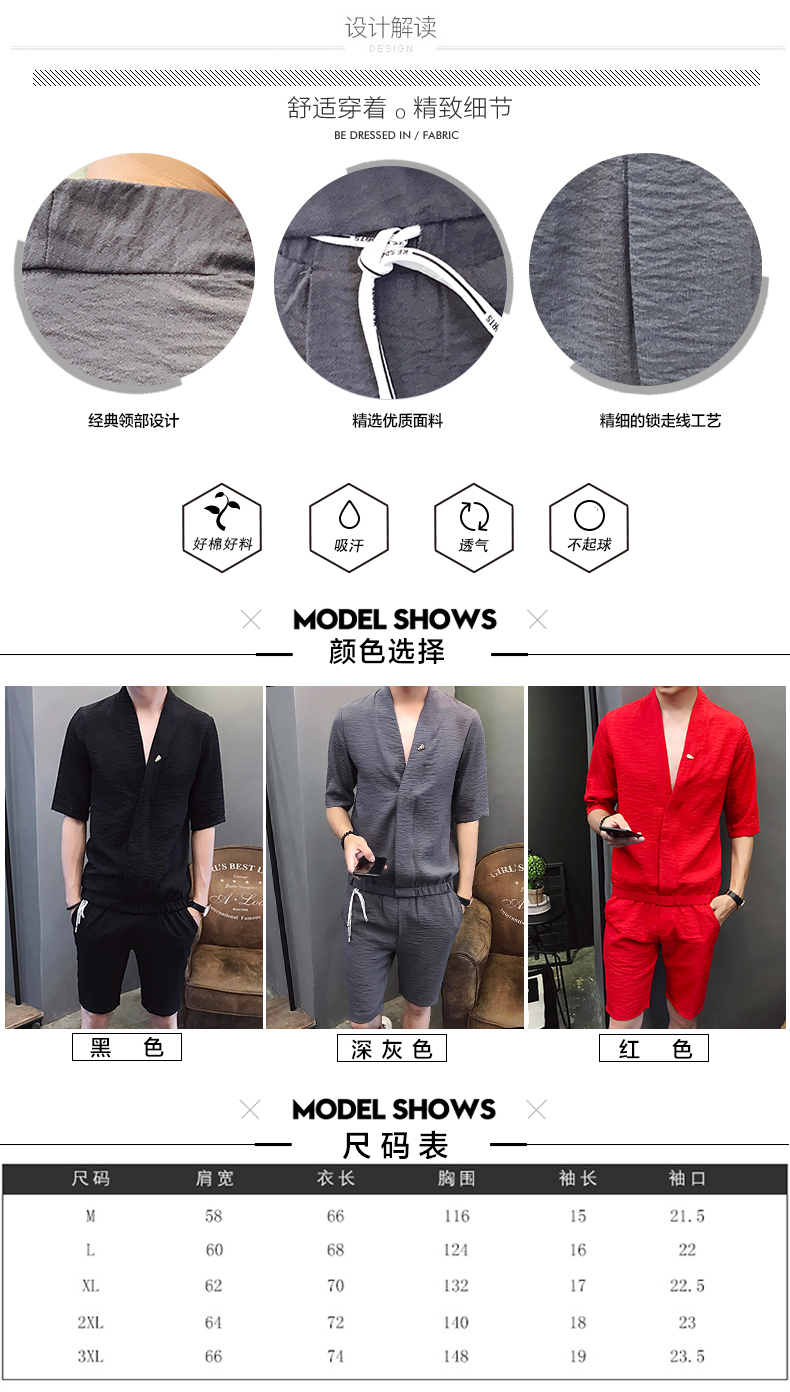 设计解读
DESIGN
舒适穿着 。精致细节
BE DRESSED IN / FABRIC
经典领部设计
精选优质面料
精细的锁走线工艺
好棉好料
吸汗
透气
不起球
MODEL SHOWS
颜色选择
黑 色
深灰色
红 色
MODEL SHOWS
尺码表
尺码 肩宽 衣长 胸围 袖长 袖口
M 58 66 116 15 21.5
L 60 68 124 16 22
XL 62 70 132 17 22.5
2XL 64 72 140 18 23
3XL 66 74 148 19 23.5